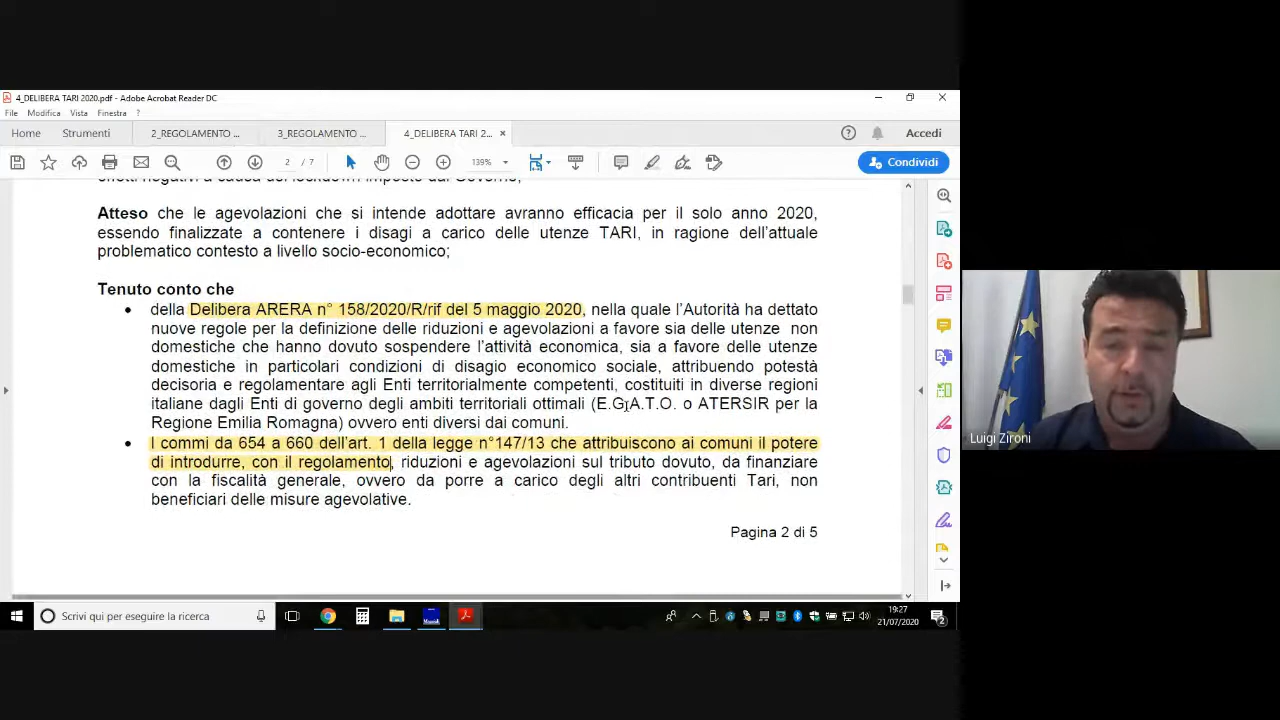 4_DELIBERA TARI 2020.pdf - Adobe Acrobat Reader DC
File Modifica Vista Finestra ?
Home Strumenti 2_REGOLAMENTO ... 3_REGOLAMENTO ... 4_DELIBERA TARI 2... × Accedi
2 / 7 139% Condividi
Atteso che le agevolazioni che si intende adottare avranno efficacia per il solo anno 2020,
essendo finalizzate a contenere i disagi a carico delle utenze TARI, in ragione dell'attuale
problematico contesto a livello socio-economico;
Tenuto conto che
• della Delibera ARERA n° 158/2020/R/rif del 5 maggio 2020, nella quale l'Autorità ha dettato
nuove regole per la definizione delle riduzioni e agevolazioni a favore sia delle utenze non
domestiche che hanno dovuto sospendere l'attività economica, sia a favore delle utenze
domestiche in particolari condizioni di disagio economico sociale, attribuendo potestà
decisoria e regolamentare agli Enti territorialmente competenti, costituiti in diverse regioni
italiane dagli Enti di governo degli ambiti territoriali ottimali (E.G.A.T.O. o ATERSIR per la
Regione Emilia Romagna) ovvero enti diversi dai comuni.
• I commi da 654 a 660 dell'art. 1 della legge n°147/13 che attribuiscono ai comuni il potere
di introdurre, con il regolamento, riduzioni e agevolazioni sul tributo dovuto, da finanziare
con la fiscalità generale, ovvero da porre a carico degli altri contribuenti Tari, non
beneficiari delle misure agevolative.
Pagina 2 di 5
Luigi Zironi
Scrivi qui per eseguire la ricerca
19:27
21/07/2020
2